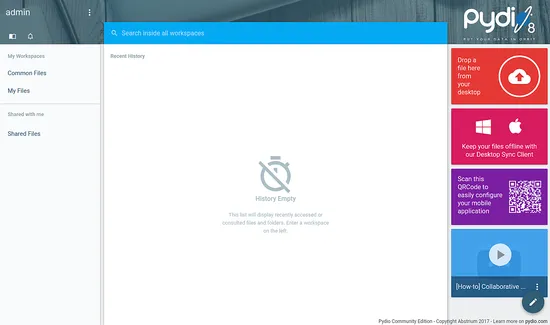 admin
My Workspaces
Common Files
My Files
Shared with me
Shared Files
Search inside all workspaces
Recent History
History Empty
This list will display recently accessed or
consulted files and folders. Enter a workspace
on the left.
pydio 8
PUT YOUR DATA IN ORBIT
Drop a
file here
from
your
desktop
Keep your files offline with
our Desktop Sync Client
Scan this
QRCode to
easily configure
your mobile
application
[How-to] Collaborative ...
Pydio Community Edition - Copyright Abstrium 2017 - Learn more on pydio.com